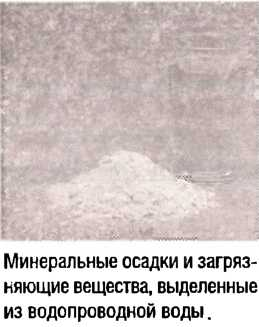 Минеральные осадки и загряз-
няющие вещества, выделенные
из водопроводной воды.